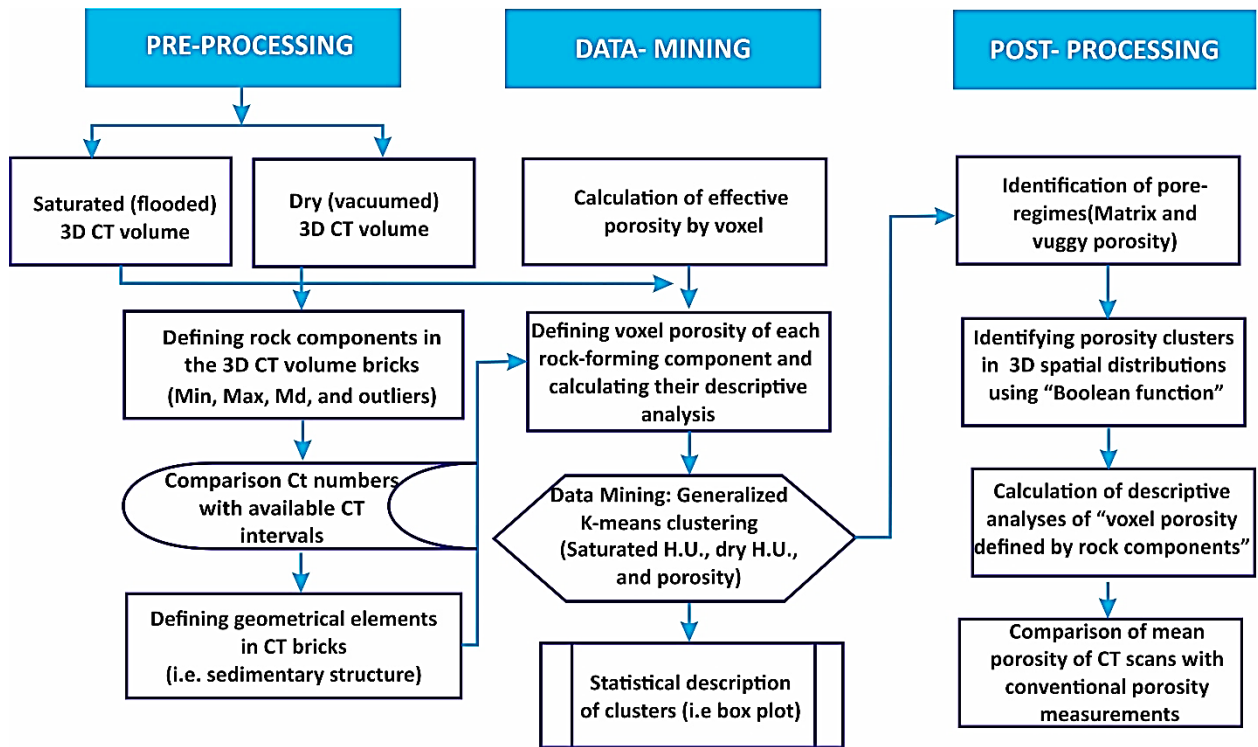 PRE-PROCESSING
Saturated (flooded)
3D CT volume
Dry (vacuumed)
3D CT volume
Defining rock components in
the 3D CT volume bricks
(Min, Max, Md, and outliers)
Comparison Ct numbers
with available CT
intervals
Defining geometrical elements
in CT bricks
(i.e. sedimentary structure)
DATA- MINING
Calculation of effective
porosity by voxel
Defining voxel porosity of each
rock-forming component and
calculating their descriptive
analysis
Data Mining: Generalized
K-means clustering
(Saturated H.U., dry H.U.,
and porosity)
Statistical description
of clusters (i.e box plot)
POST- PROCESSING
Identification of pore-
regimes(Matrix and
vuggy porosity)
Identifying porosity clusters
in 3D spatial distributions
using “Boolean function”
Calculation of descriptive
analyses of “voxel porosity
defined by rock components”
Comparison of mean
porosity of CT scans with
conventional porosity
measurements